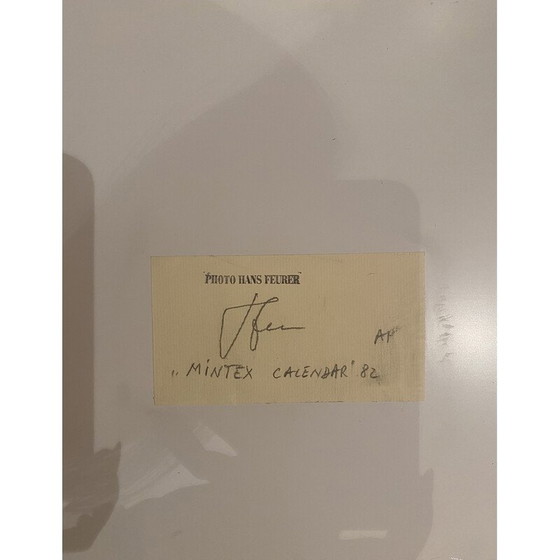 PHOTO HANS FEURER
AP
„MINTEX CALENDAR" 82